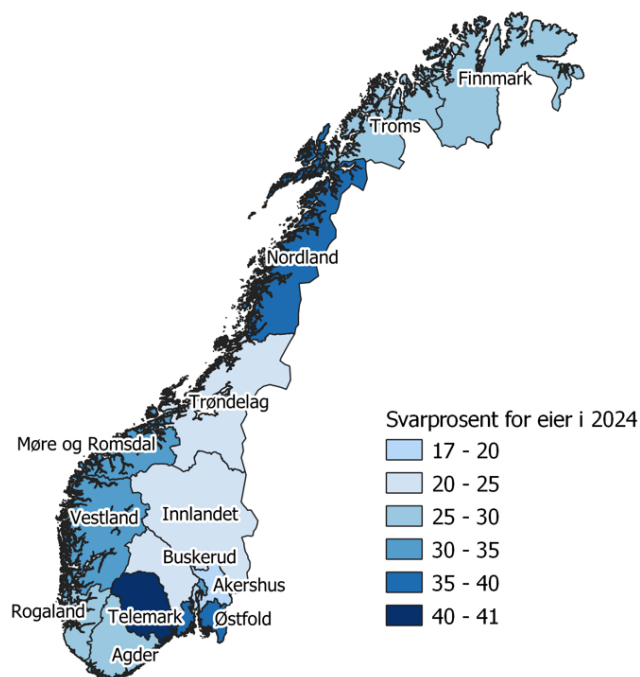 Finnmark
Troms
Nordland
Trøndelag
Møre og Romsdal
Vestland
Innlandet
Buskerud
Akershus
Rogaland
Telemark
Østfold
Agder
Svarprosent for eier i 2024
17 - 20
20 - 25
25 - 30
30 - 35
35 - 40
40 - 41